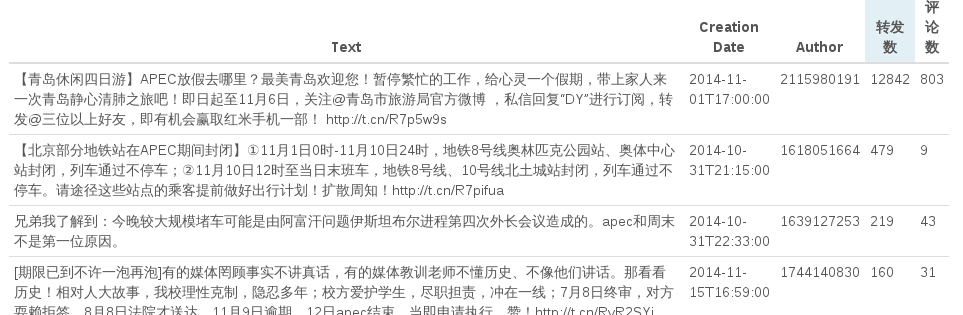 Text Creation Date Author 转发数 评论数
【青岛休闲四日游】APEC放假去哪里？最美青岛欢迎您！暂停繁忙的工作，给心灵一个假期，带上家人来
一次青岛静心清肺之旅吧！即日起至11月6日，关注@青岛市旅游局官方微博 ，私信回复“DY”进行订阅，转
发@三位以上好友，即有机会赢取红米手机一部！ http://t.cn/R7p5w9s
2014-11-
01T17:00:00
2115980191
12842
803
【北京部分地铁站在APEC期间封闭】①11月1日0时-11月10日24时，地铁8号线奥林匹克公园站、奥体中心
站封闭，列车通过不停车；②11月10日12时至当日末班车，地铁8号线、10号线北土城站封闭，列车通过不
停车。请途径这些站点的乘客提前做好出行计划！扩散周知！http://t.cn/R7pifua
2014-10-
31T21:15:00
1618051664
479
9
兄弟我了解到：今晚较大规模堵车可能是由阿富汗问题伊斯坦布尔进程第四次外长会议造成的。apec和周末
不是第一位原因。
2014-10-
31T22:33:00
1639127253
219
43
[期限已到不许一泡再泡]有的媒体罔顾事实不讲真话，有的媒体教训老师不懂历史、不像他们讲话。那看看
历史！相对人大故事，我校理性克制，隐忍多年；校方爱护学生，尽职担责，冲在一线；7月8日终审，对方
耍赖拒签，8月8日法院才送达，11月9日逾期，12日apec结束，当即申请执行。赞！http://t.cn/RvR2SYi
2014-11-
15T16:59:00
1744140830
160
31